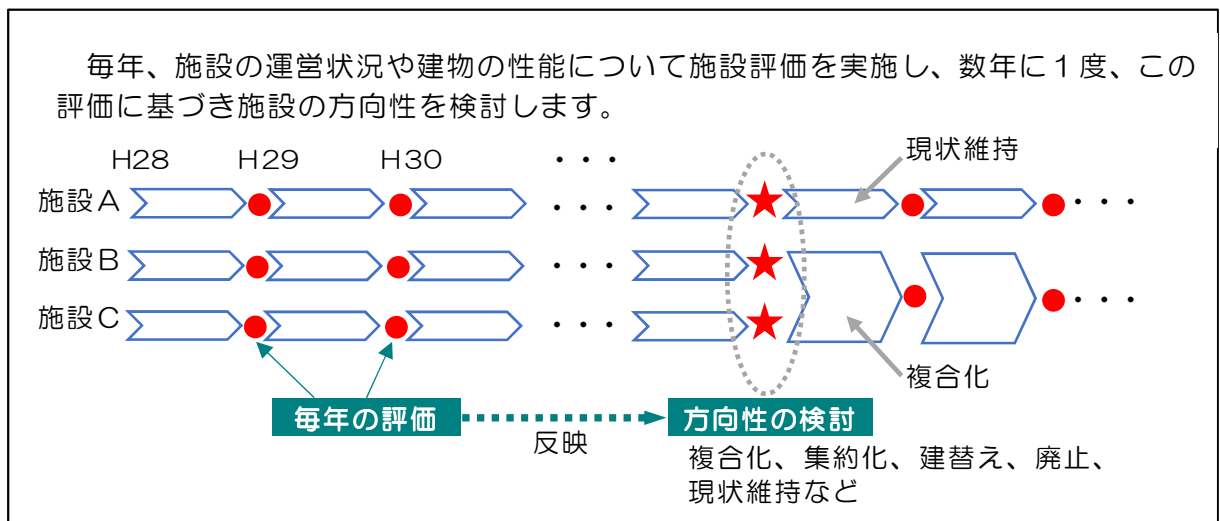 毎年、施設の運営状況や建物の性能について施設評価を実施し、数年に１度、この
評価に基づき施設の方向性を検討します。
H28 H29 H30 ・・・
現状維持
施設Ａ ・・・ ・・・
施設Ｂ ・・・
施設Ｃ ・・・ ・・・
複合化
毎年の評価 方向性の検討
反映
複合化、集約化、建替え、廃止、
現状維持など